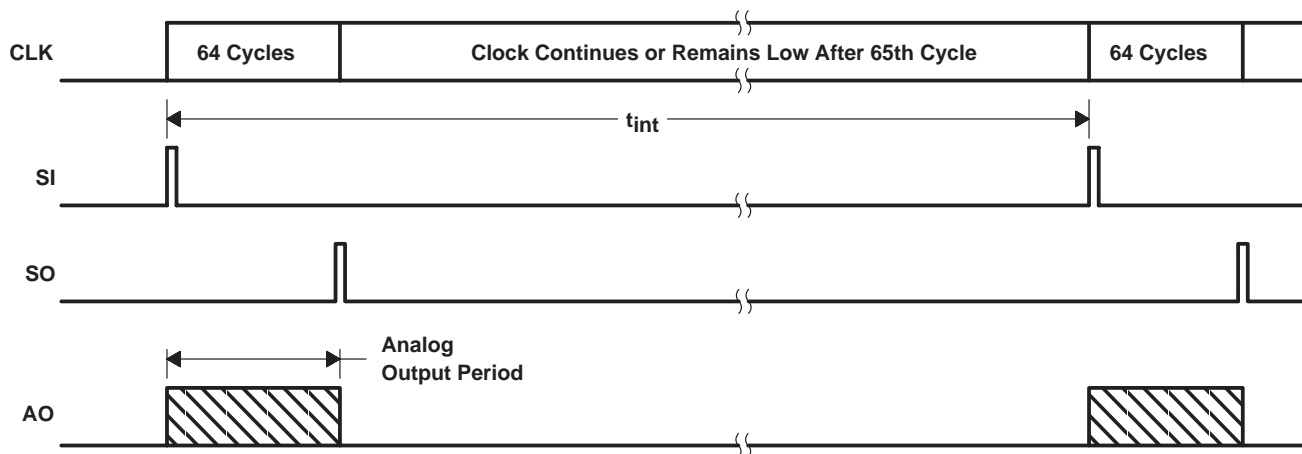 CLK
64 Cycles
Clock Continues or Remains Low After 65th Cycle
64 Cycles
tint
SI
SO
Analog
Output Period
AO